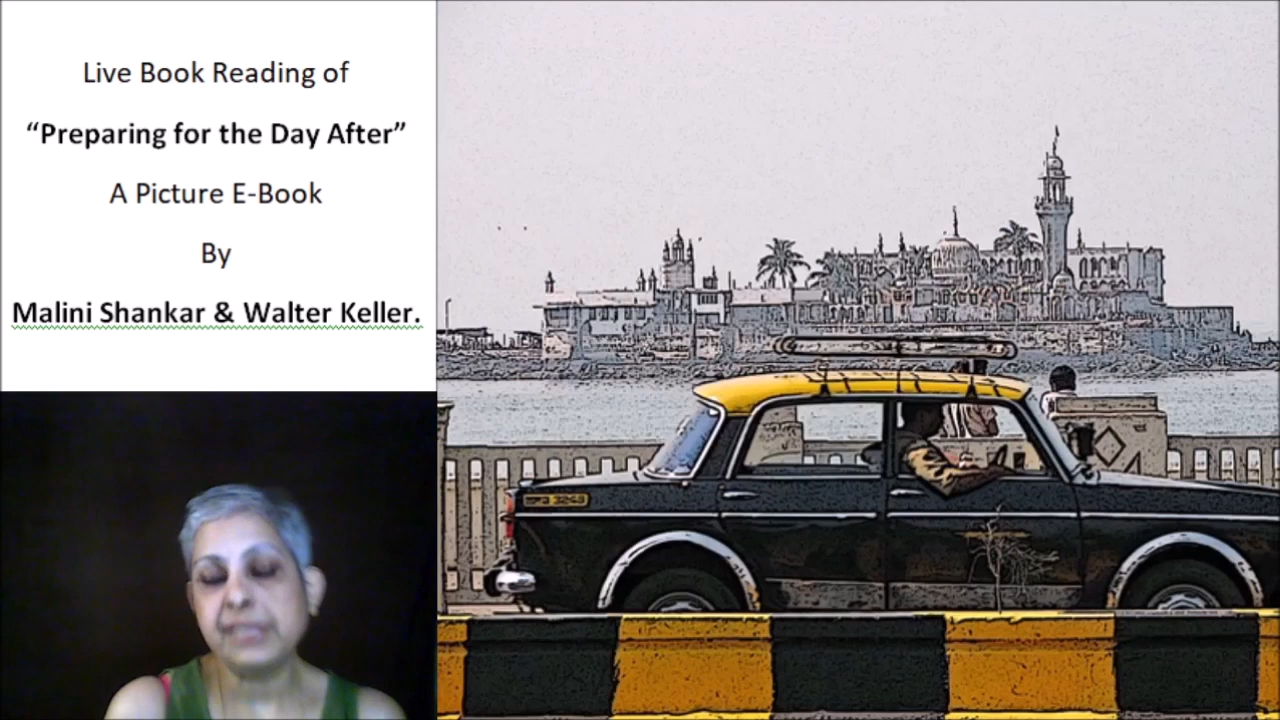 Live Book Reading of
“Preparing for the Day After”
A Picture E-Book
By
Malini Shankar & Walter Keller.